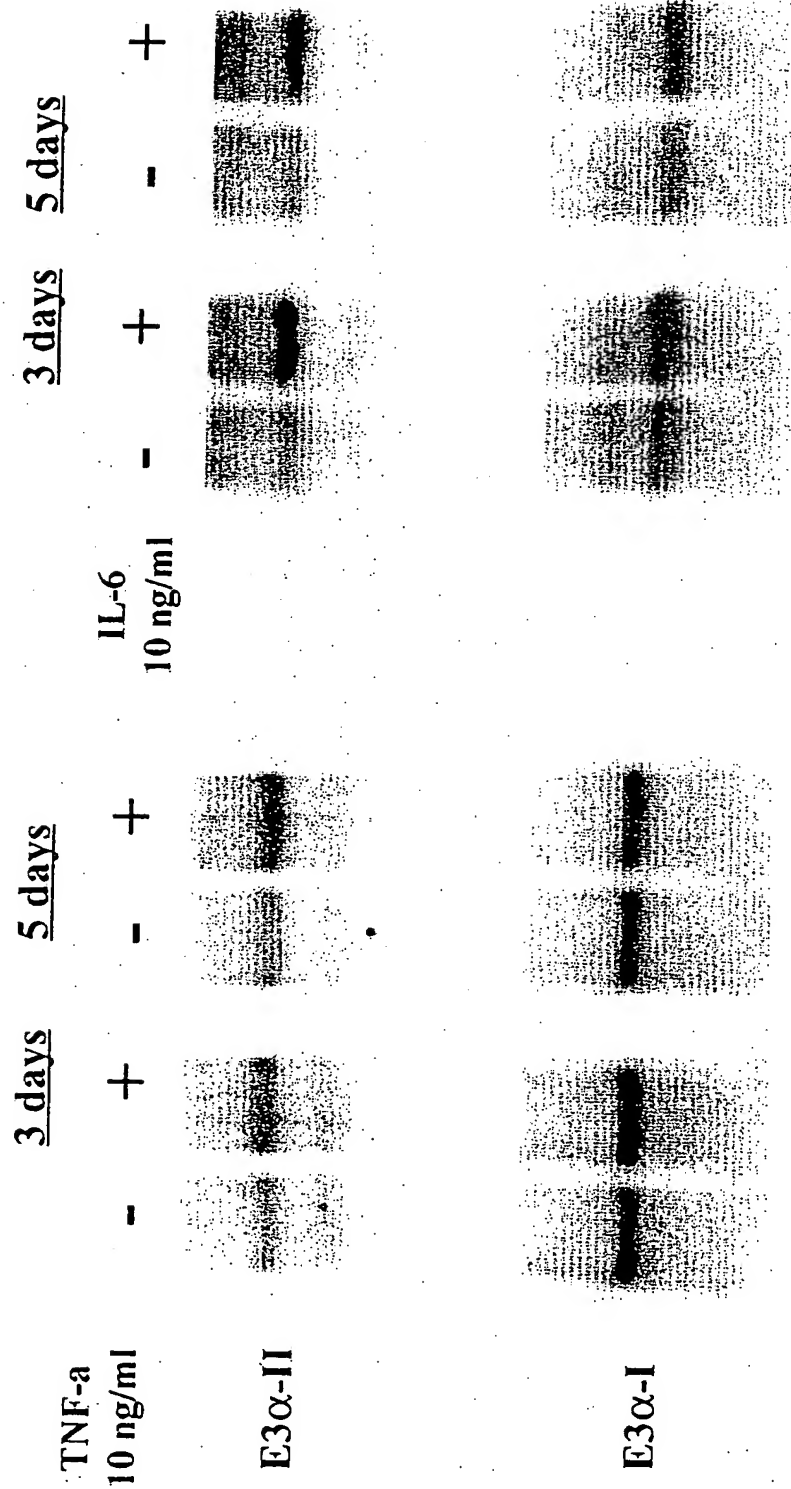 3 days 5 days 3 days 5 days
TNF-a - + - + IL-6 - + - +
10 ng/ml 10 ng/ml
E3α-II
E3α-I